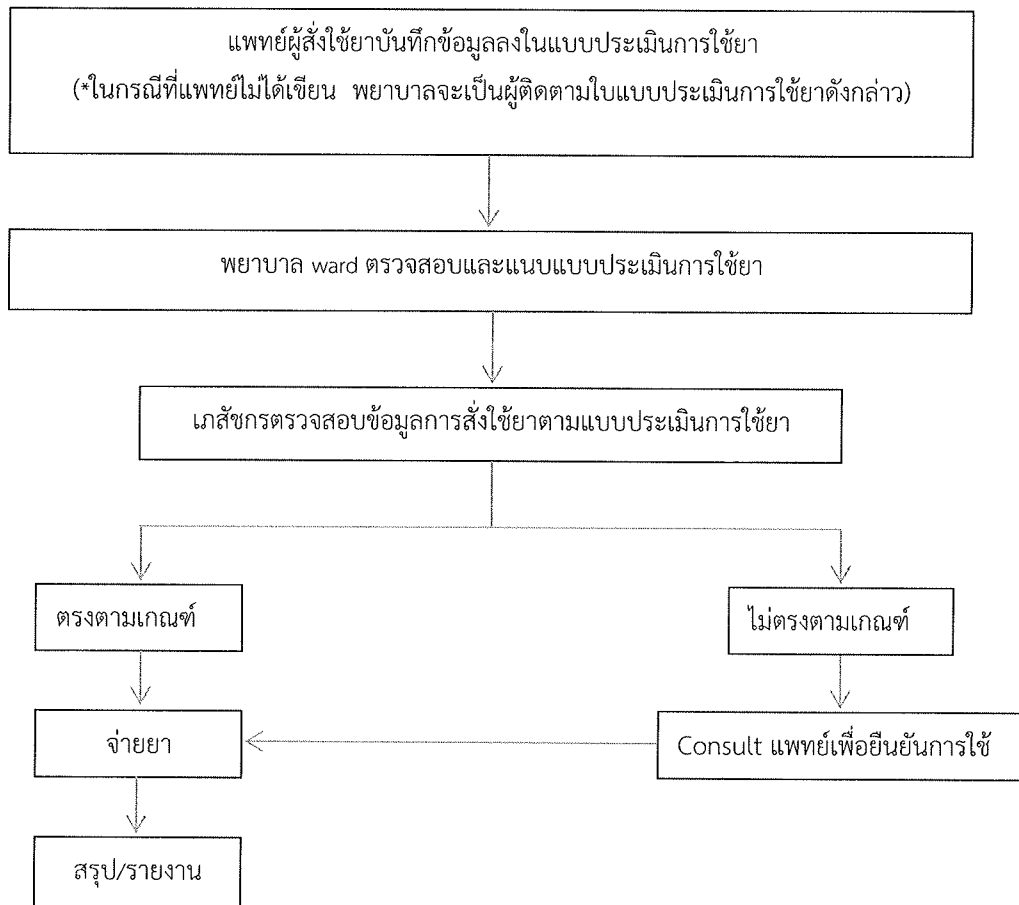 แพทย์ผู้สั่งใช้ยาบันทึกข้อมูลลงในแบบประเมินการใช้ยา
(*ในกรณีที่แพทย์ไม่ได้เขียน พยาบาลจะเป็นผู้ติดตามใบแบบประเมินการใช้ยาดังกล่าว)
พยาบาล ward ตรวจสอบและแนบแบบประเมินการใช้ยา
เภสัชกรตรวจสอบข้อมูลการสั่งใช้ยาตามแบบประเมินการใช้ยา
ตรงตามเกณฑ์
ไม่ตรงตามเกณฑ์
จ่ายยา
Consult แพทย์เพื่อยืนยันการใช้
สรุป/รายงาน